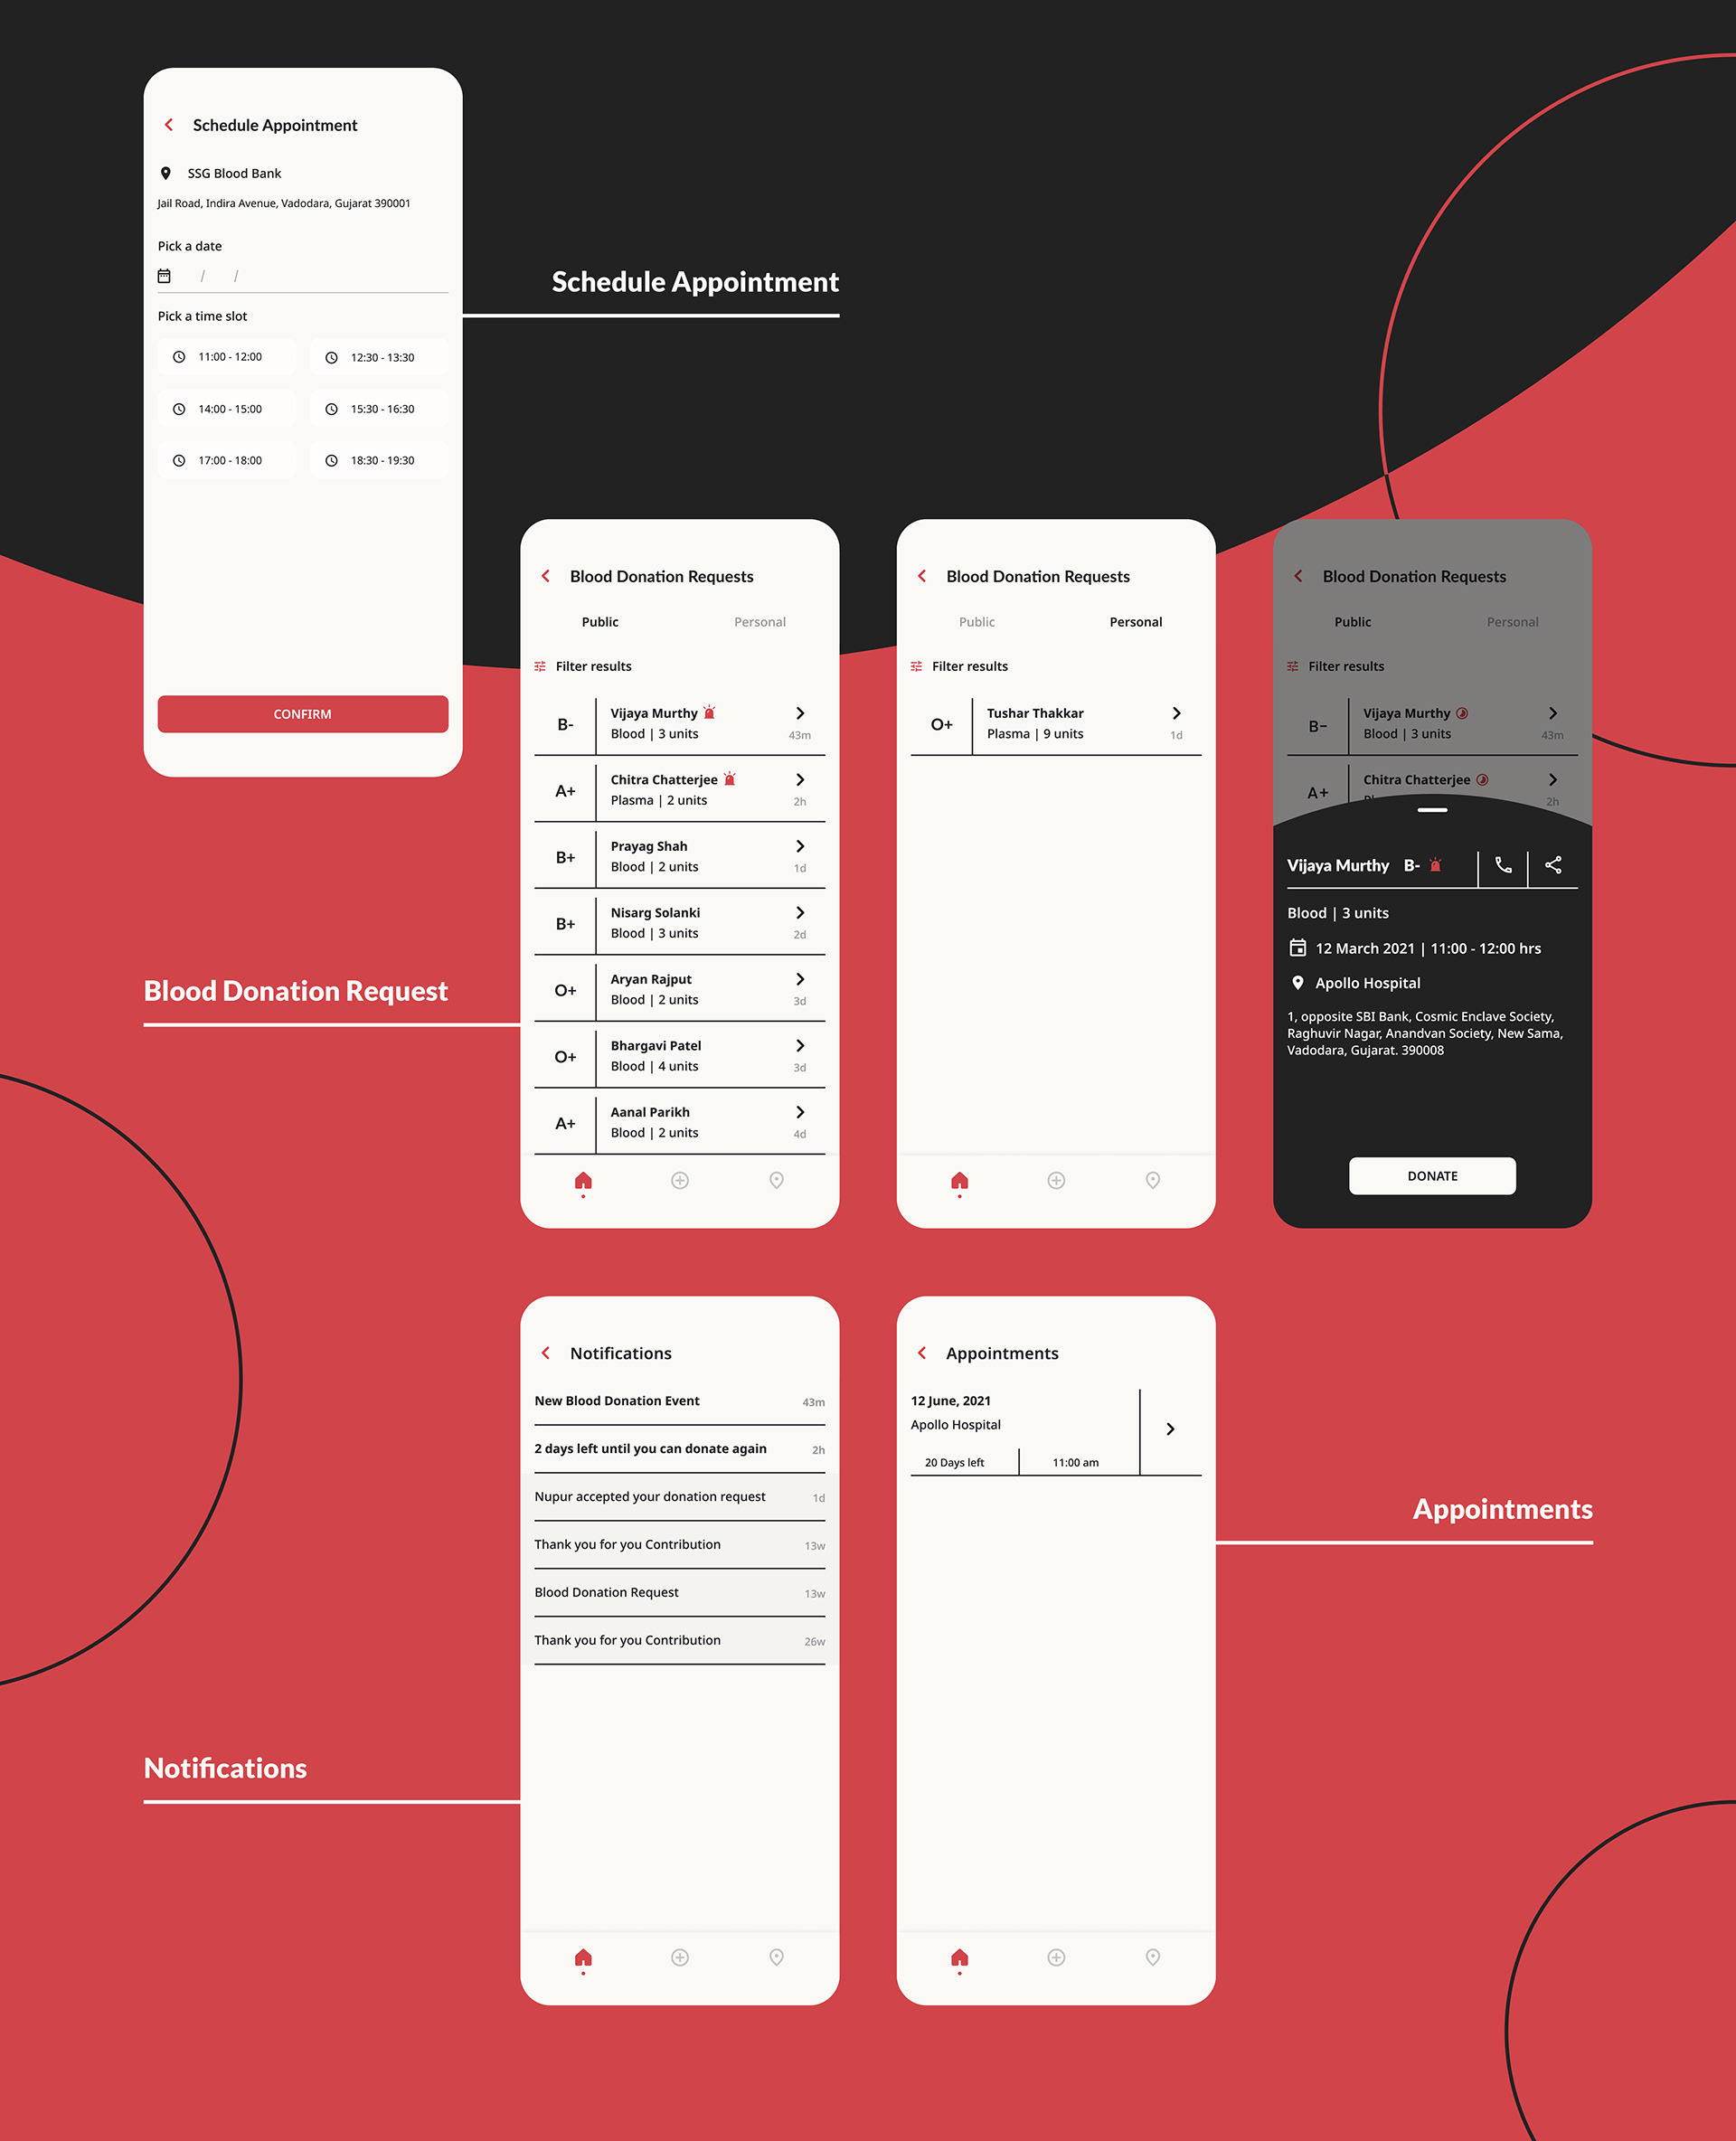 Schedule Appointment
SSG Blood Bank
Jail Road, Indira Avenue, Vadodara, Gujarat 390001
Pick a date
/ /
Pick a time slot
11:00 - 12:00 12:30 - 13:30
14:00 - 15:00 15:30 - 16:30
17:00 - 18:00 18:30 - 19:30
CONFIRM
Schedule Appointment
Blood Donation Request
Blood Donation Requests
Public Personal
Filter results
B- Vijaya Murthy
Blood | 3 units 43m
A+ Chitra Chatterjee
Plasma | 2 units 2h
B+ Prayag Shah
Blood | 2 units 1d
B+ Nisarg Solanki
Blood | 3 units 2d
O+ Aryan Rajput
Blood | 2 units 3d
O+ Bhargavi Patel
Blood | 4 units 3d
A+ Aanal Parikh
Blood | 2 units 4d
Blood Donation Requests
Public Personal
Filter results
O+ Tushar Thakkar
Plasma | 9 units 1d
Blood Donation Requests
Public Personal
Filter results
B− Vijaya Murthy
Blood | 3 units 43m
A+ Chitra Chatterjee
2h
Vijaya Murthy B-
Blood | 3 units
12 March 2021 | 11:00 - 12:00 hrs
Apollo Hospital
1, opposite SBI Bank, Cosmic Enclave Society,
Raghuvir Nagar, Anandvan Society, New Sama,
Vadodara, Gujarat. 390008
DONATE
Notifications
Notifications
New Blood Donation Event 43m
2 days left until you can donate again 2h
Nupur accepted your donation request 1d
Thank you for you Contribution 13w
Blood Donation Request 13w
Thank you for you Contribution 26w
Appointments
12 June, 2021
Apollo Hospital
20 Days left 11:00 am
Appointments